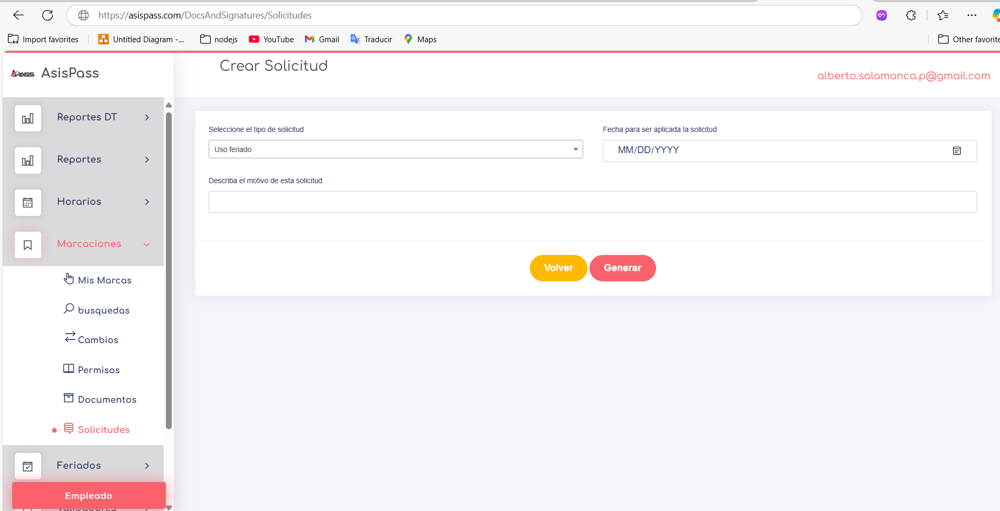 https://asispass.com/DocsAndSignatures/Solicitudes
Import favorites
Untitled Diagram -...
nodejs
YouTube
Gmail
Traducir
Maps
Other favorite
APASS AsisPass
Crear Solicitud
alberto.salamanca.p@gmail.com
Reportes DT
Reportes
Horarios
Marcaciones
Mis Marcas
busquedas
Cambios
Permisos
Documentos
Solicitudes
Feriados
Empleado
Validadores
Seleccione el tipo de solicitud
Uso feriado
Fecha para ser aplicada la solicitud
MM/DD/YYYY
Describa el motivo de esta solicitud
Volver
Generar